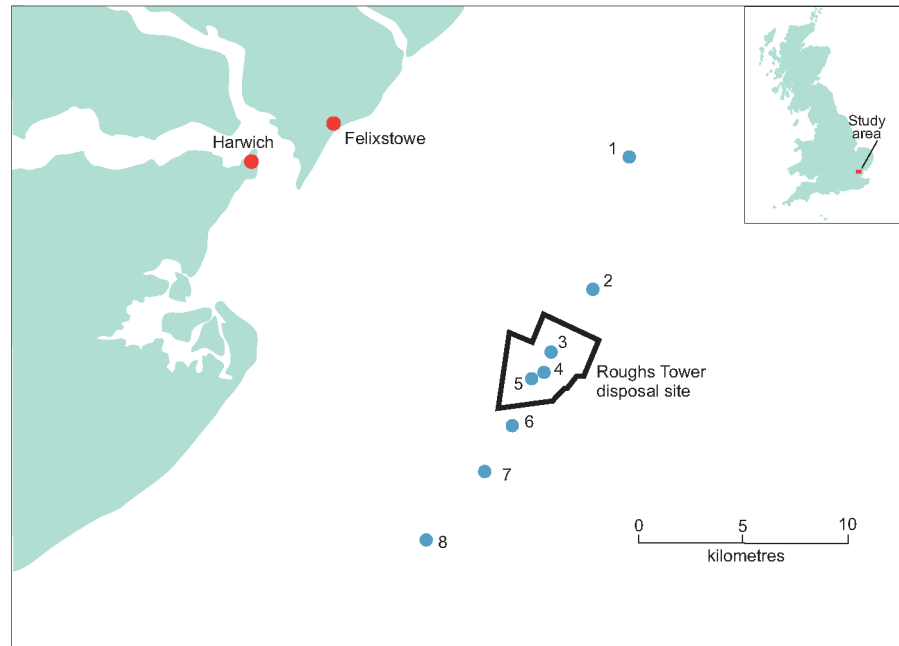 Harwich
Felixstowe
Study
area
1
2
3
4
5
Roughs Tower
disposal site
6
7
8
0 5 10
kilometres